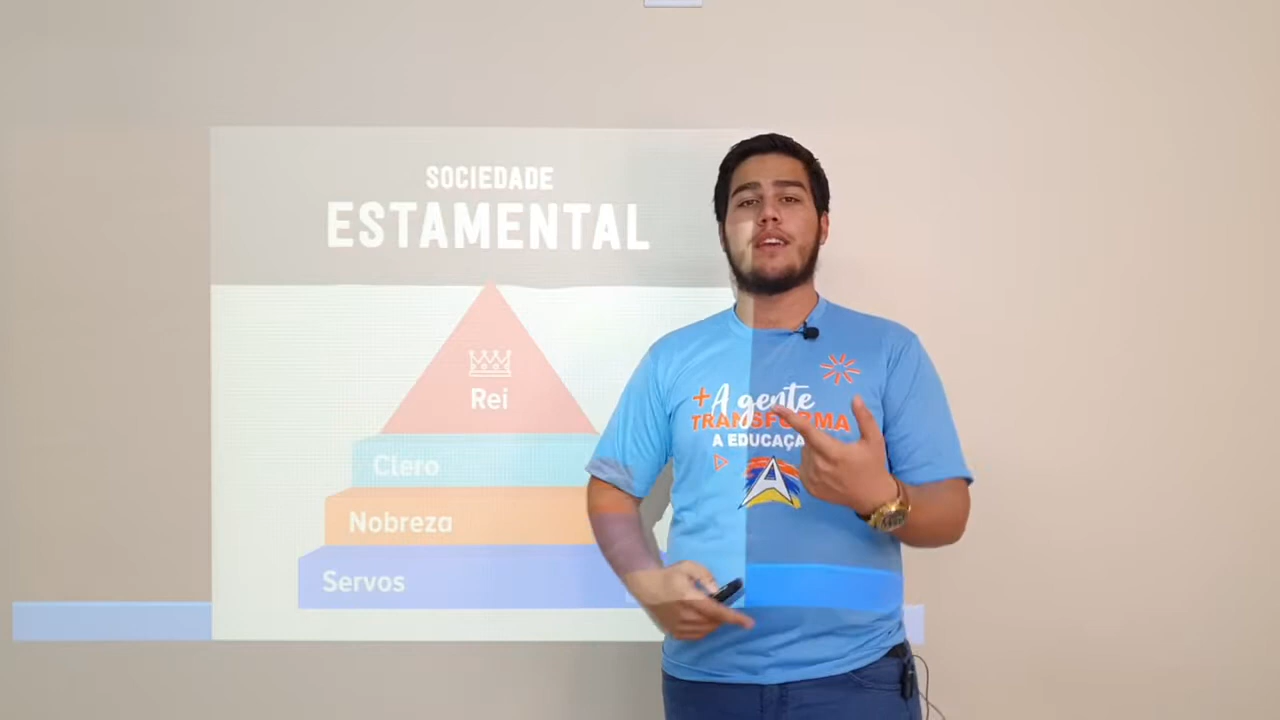 SOCIEDADE
ESTAMENTAL
Rei
Clero
Nobreza
Servos
+A gente
TRANSFORMA
A EDUCAÇÃ